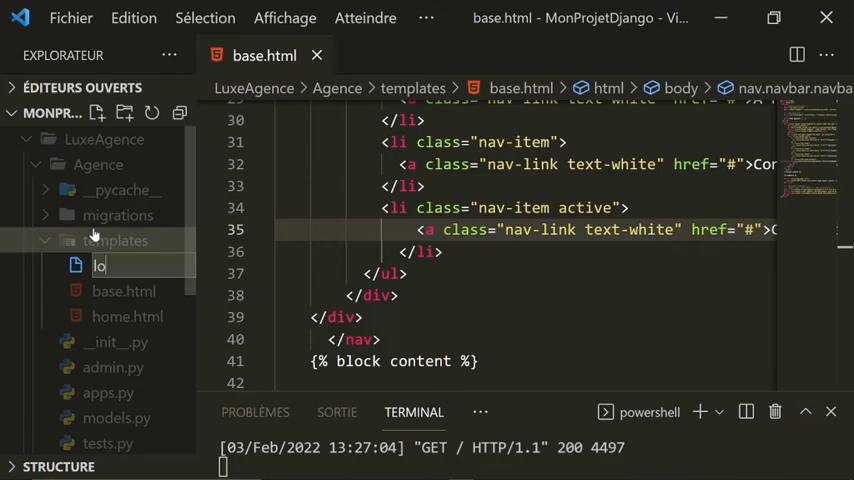 Fichier Edition Sélection Affichage Atteindre ··· base.html - MonProjetDjango - Vi...
EXPLORATEUR ···
base.html
ÉDITEURS OUVERTS
MONPR...
LuxeAgence > Agence > templates > base.html > html > body > nav.navbar.navba
LuxeAgence
Agence
__pycache__
migrations
templates
lo
base.html
home.html
__init__.py
admin.py
apps.py
models.py
tests.py
STRUCTURE
30 </li>
31 <li class="nav-item">
32 <a class="nav-link text-white" href="#">Con
33 </li>
34 <li class="nav-item active">
35 <a class="nav-link text-white" href="#">C
36 </li>
37 </ul>
38 </div>
39 </div>
40 </nav>
41 {% block content %}
42
PROBLÈMES SORTIE TERMINAL ··· powershell
[03/Feb/2022 13:27:04] "GET / HTTP/1.1" 200 4497